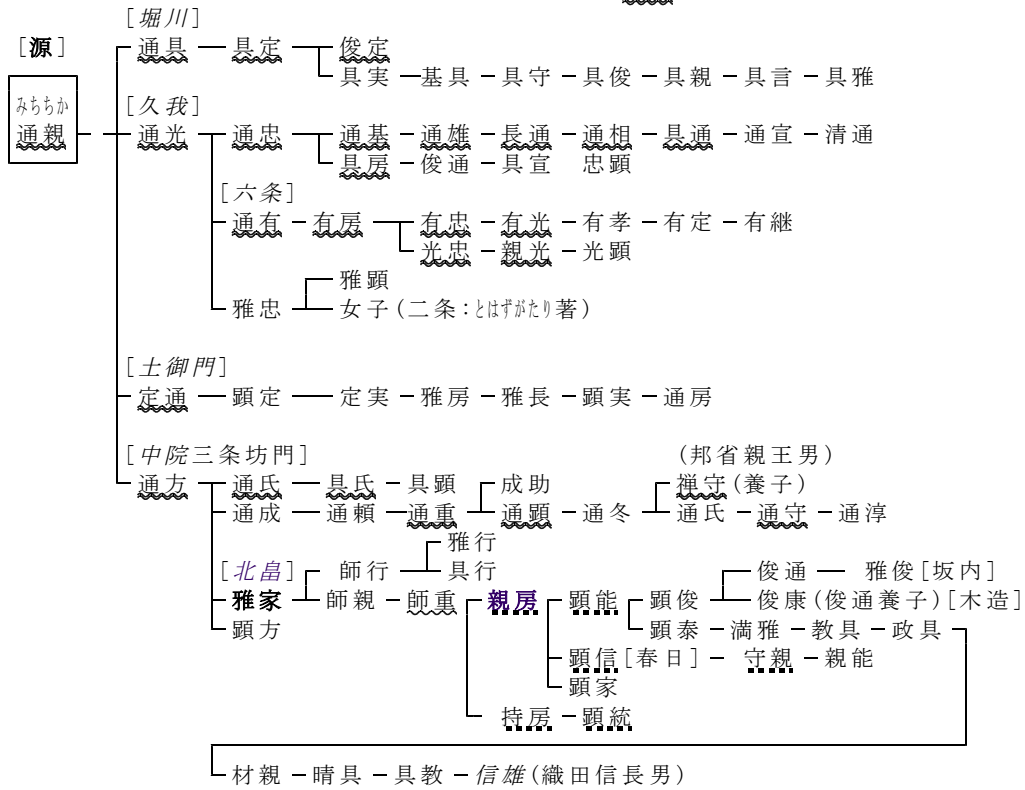 [堀川]
[源] 通具 具定 俊定
具実 基具 具守 具俊 具親 具言 具雅
みちちか [久我]
通親 通光 通忠 通基 通雄 長通 通相 具通 通宣 清通
具房 俊通 具宣 忠顕
[六条]
通有 有房 有忠 有光 有孝 有定 有継
光忠 親光 光顕
雅顕
雅忠 女子(二条:とはずがたり著)
[土御門]
定通 顕定 定実 雅房 雅長 顕実 通房
[中院三条坊門] (邦省親王男)
通方 通氏 具氏 具顕 成助 禅守(養子)
通成 通頼 通重 通顕 通冬 通氏 通守 通淳
雅行
[北畠] 師行 具行 俊通 雅俊[坂内]
雅家 師親 師重 親房 顕能 顕俊 俊康(俊通養子)[木造]
顕方 顕泰 満雅 教具 政具
顕信[春日] 守親 親能
顕家
持房 顕統
材親 晴具 具教 信雄(織田信長男)